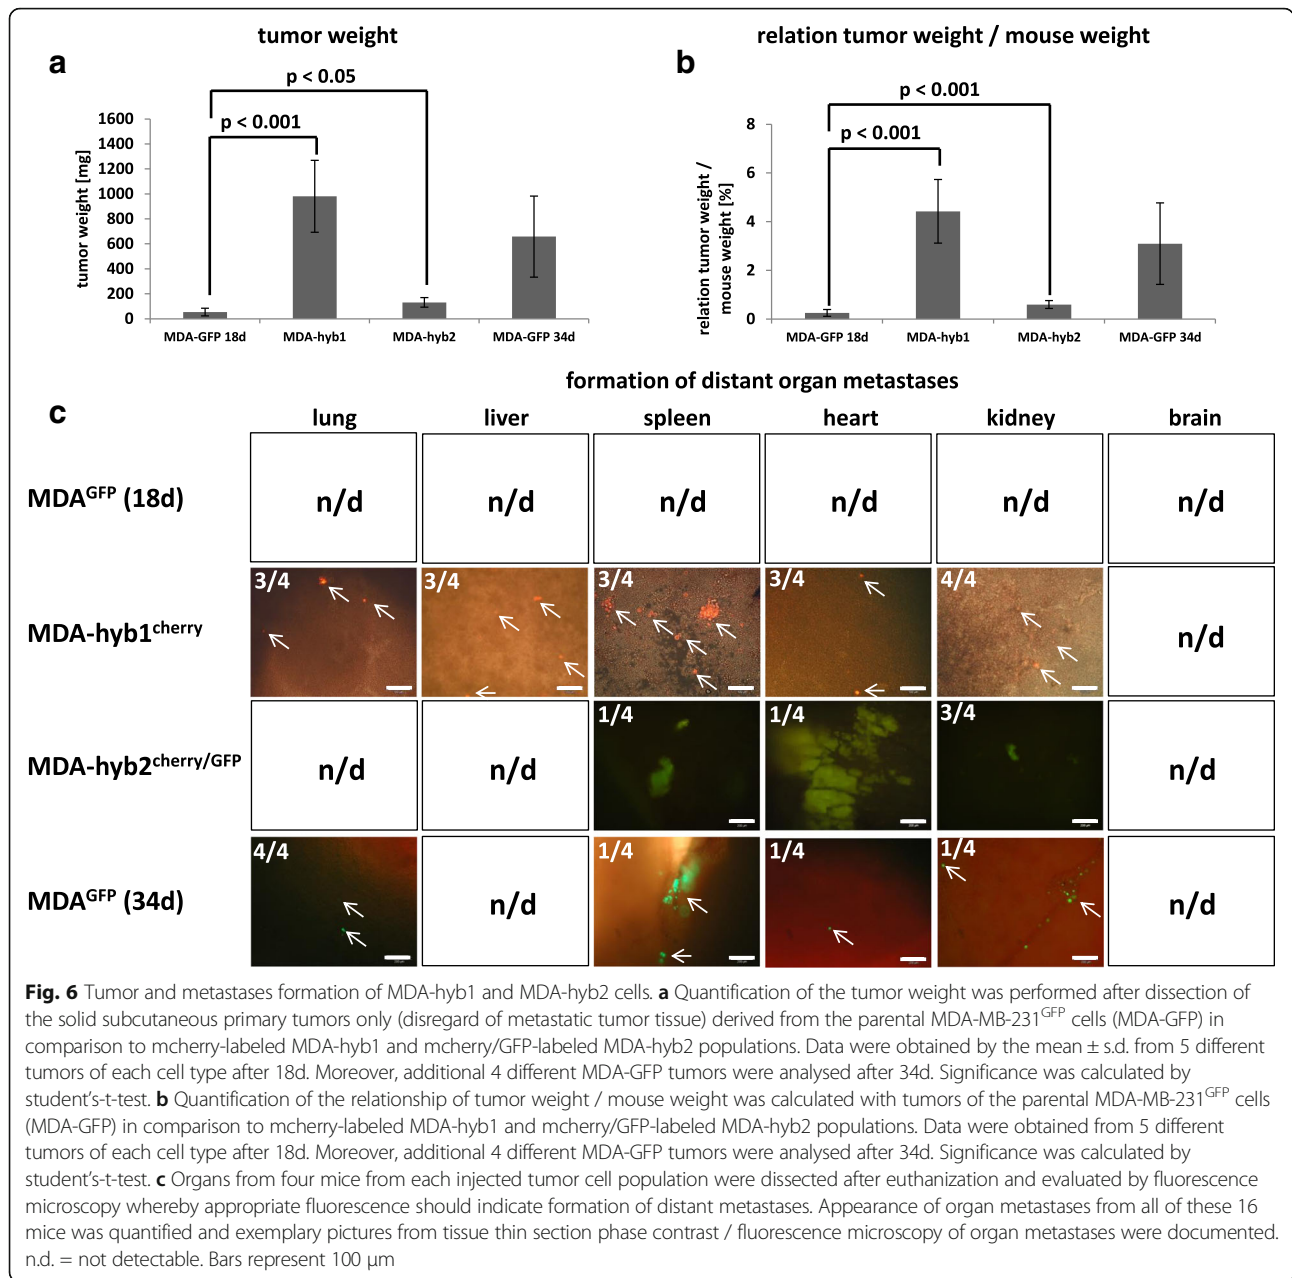 tumor weight
relation tumor weight / mouse weight
a
p < 0.05
p < 0.001
tumor weight [mg]
1600
1400
1200
1000
800
600
400
200
0
MDA-GFP 18d
MDA-hyb1
MDA-hyb2
MDA-GFP 34d
b
p < 0.001
p < 0.001
relation tumor weight /
mouse weight [%]
8
6
4
2
0
MDA-GFP 18d
MDA-hyb1
MDA-hyb2
MDA-GFP 34d
formation of distant organ metastases
c
lung liver spleen heart kidney brain
MDAGFP (18d)
n/d n/d n/d n/d n/d n/d
MDA-hyb1cherry
3/4 3/4 3/4 3/4 4/4 n/d
MDA-hyb2cherry/GFP
n/d n/d 1/4 1/4 3/4 n/d
MDAGFP (34d)
4/4 n/d 1/4 1/4 1/4 n/d
Fig. 6 Tumor and metastases formation of MDA-hyb1 and MDA-hyb2 cells. a Quantification of the tumor weight was performed after dissection of
the solid subcutaneous primary tumors only (disregard of metastatic tumor tissue) derived from the parental MDA-MB-231GFP cells (MDA-GFP) in
comparison to mcherry-labeled MDA-hyb1 and mcherry/GFP-labeled MDA-hyb2 populations. Data were obtained by the mean ± s.d. from 5 different
tumors of each cell type after 18d. Moreover, additional 4 different MDA-GFP tumors were analysed after 34d. Significance was calculated by
student's-t-test. b Quantification of the relationship of tumor weight / mouse weight was calculated with tumors of the parental MDA-MB-231GFP cells
(MDA-GFP) in comparison to mcherry-labeled MDA-hyb1 and mcherry/GFP-labeled MDA-hyb2 populations. Data were obtained from 5 different
tumors of each cell type after 18d. Moreover, additional 4 different MDA-GFP tumors were analysed after 34d. Significance was calculated by
student's-t-test. c Organs from four mice from each injected tumor cell population were dissected after euthanization and evaluated by fluorescence
microscopy whereby appropriate fluorescence should indicate formation of distant metastases. Appearance of organ metastases from all of these 16
mice was quantified and exemplary pictures from tissue thin section phase contrast / fluorescence microscopy of organ metastases were documented.
n.d. = not detectable. Bars represent 100 μm